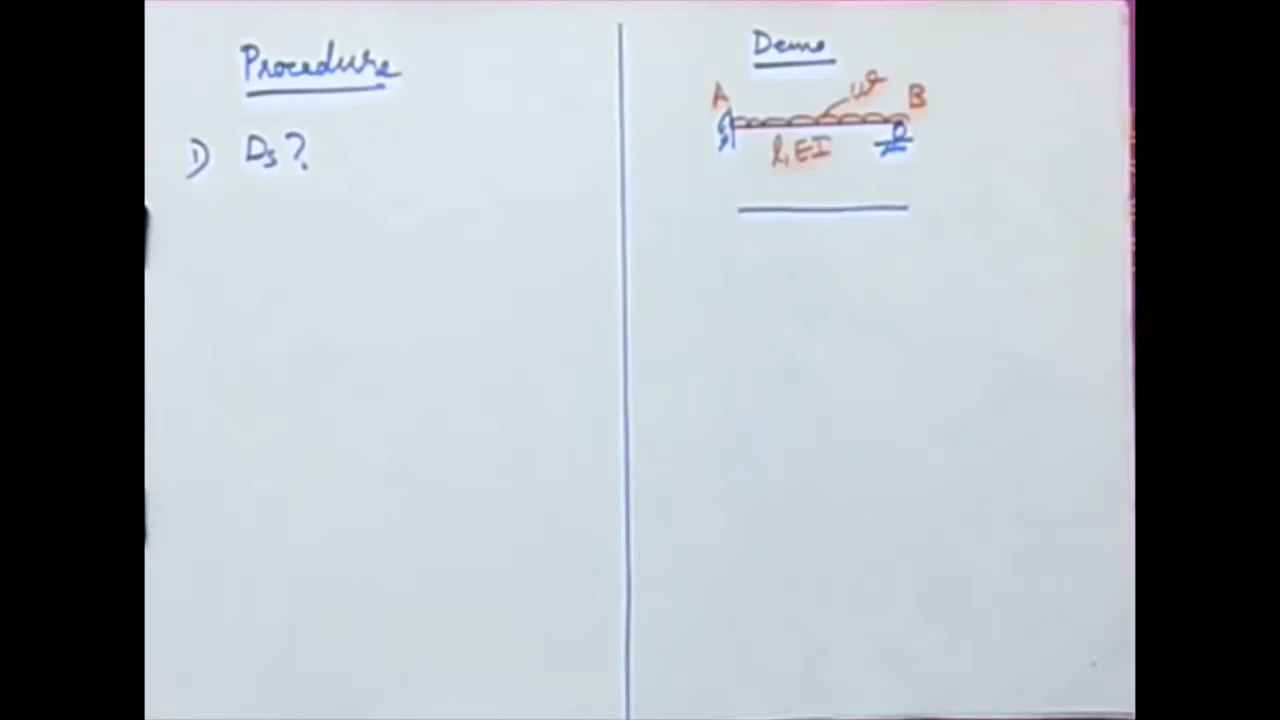 Procedure
1) Ds?
Demo
A w B
l, EI